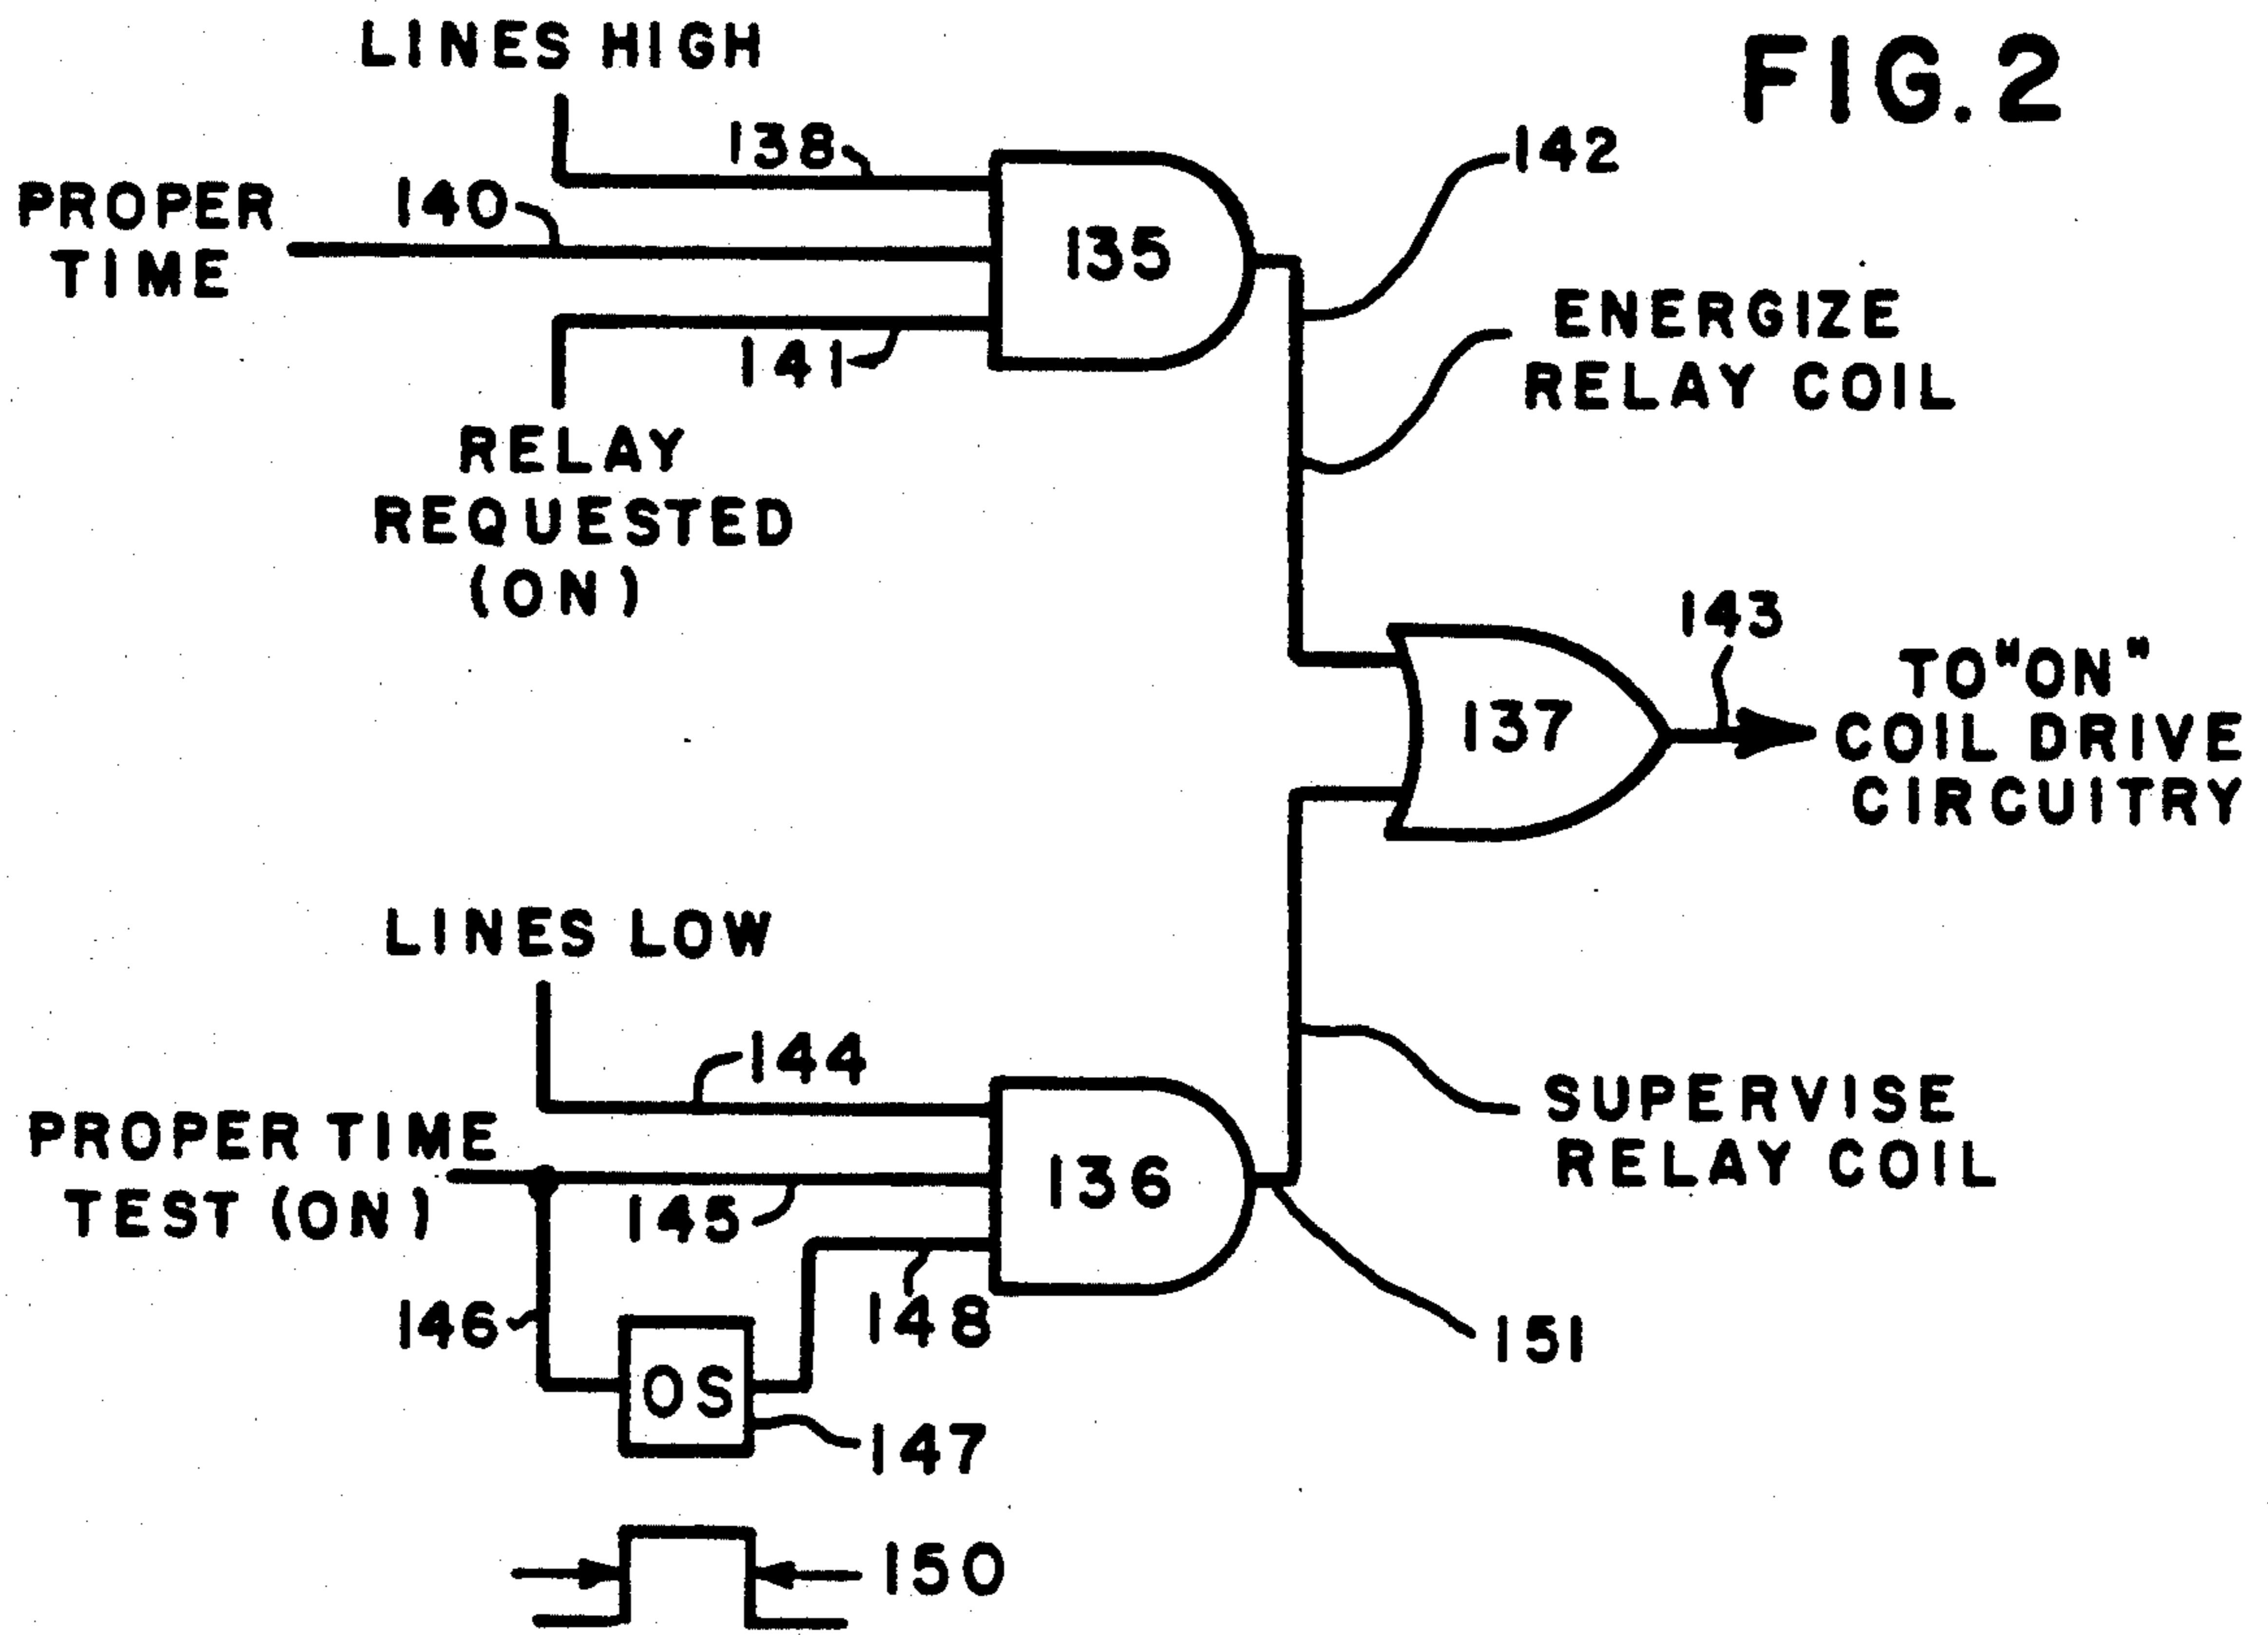 LINES HIGH
FIG. 2
138
142
PROPER
TIME
140
135
141
ENERGIZE
RELAY COIL
RELAY
REQUESTED
(ON)
143
137
TO "ON"
COIL DRIVE
CIRCUITRY
LINES LOW
144
PROPER TIME
TEST (ON)
145
136
SUPERVISE
RELAY COIL
146
148
151
OS
147
150